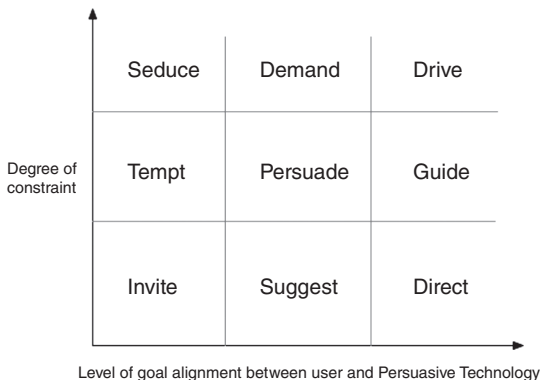 Seduce Demand Drive
Degree of
constraint
Tempt Persuade Guide
Invite Suggest Direct
Level of goal alignment between user and Persuasive Technology